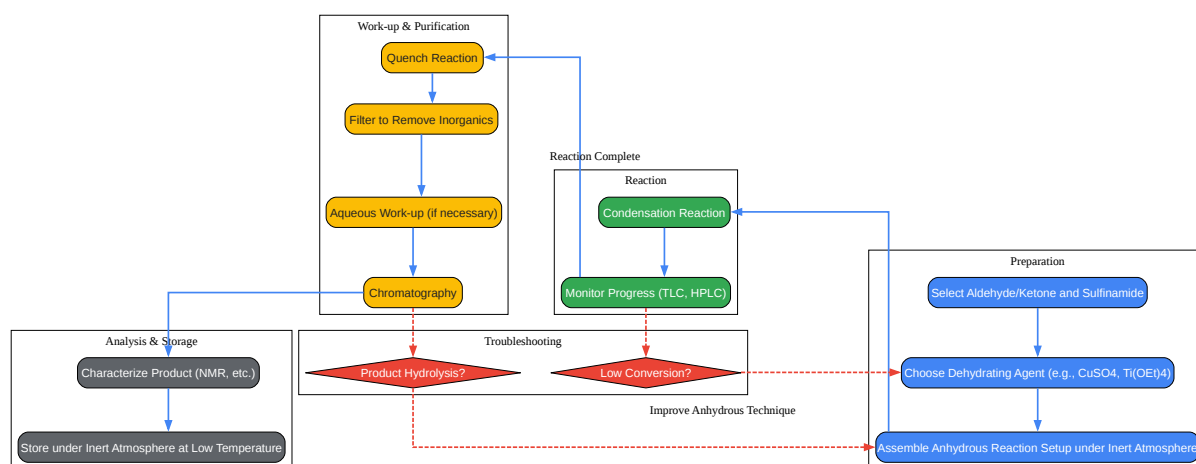 Work-up & Purification
Quench Reaction
Filter to Remove Inorganics
Aqueous Work-up (if necessary)
Chromatography
Reaction Complete
Reaction
Condensation Reaction
Monitor Progress (TLC, HPLC)
Preparation
Select Aldehyde/Ketone and Sulfinamide
Choose Dehydrating Agent (e.g., CuSO4, Ti(OEt)4)
Assemble Anhydrous Reaction Setup under Inert Atmosphere
Analysis & Storage
Characterize Product (NMR, etc.)
Store under Inert Atmosphere at Low Temperature
Troubleshooting
Product Hydrolysis?
Low Conversion?
Improve Anhydrous Technique